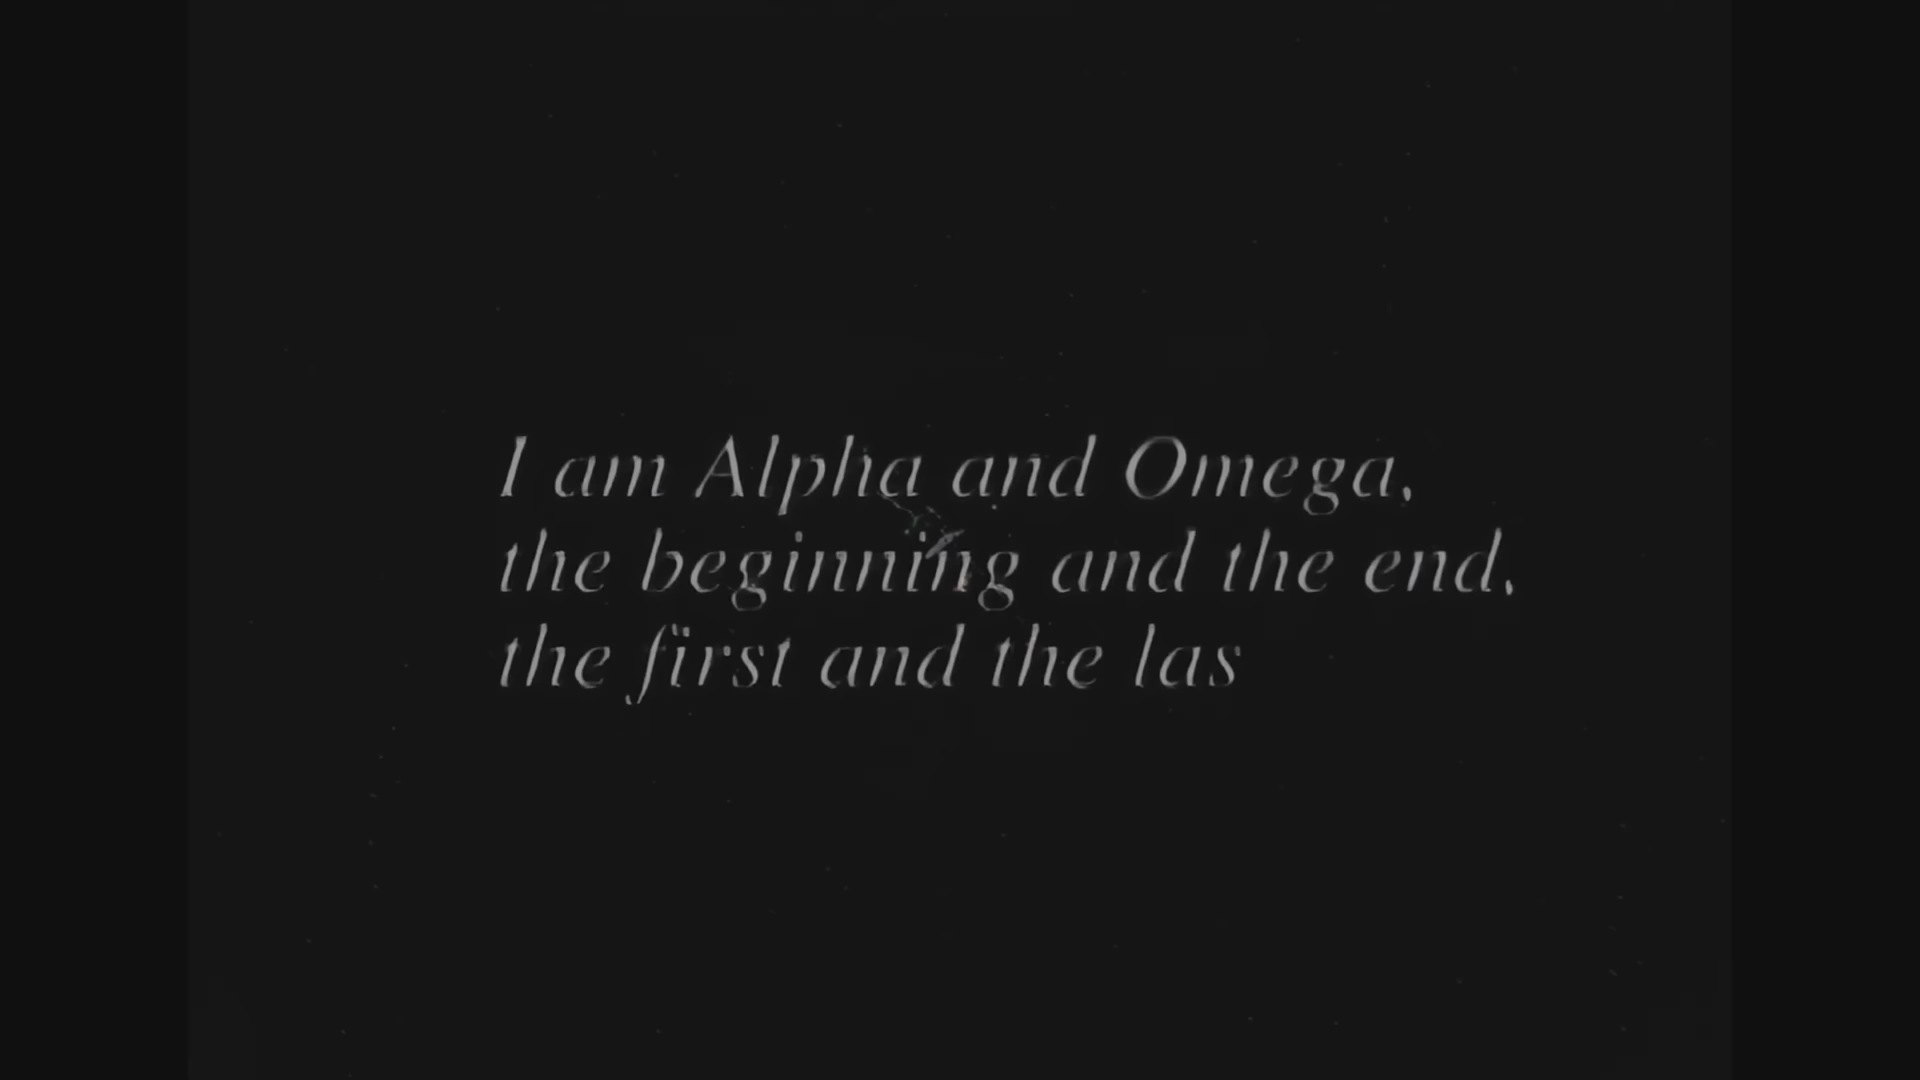 I am Alpha and Omega,
the beginning and the end,
the first and the las